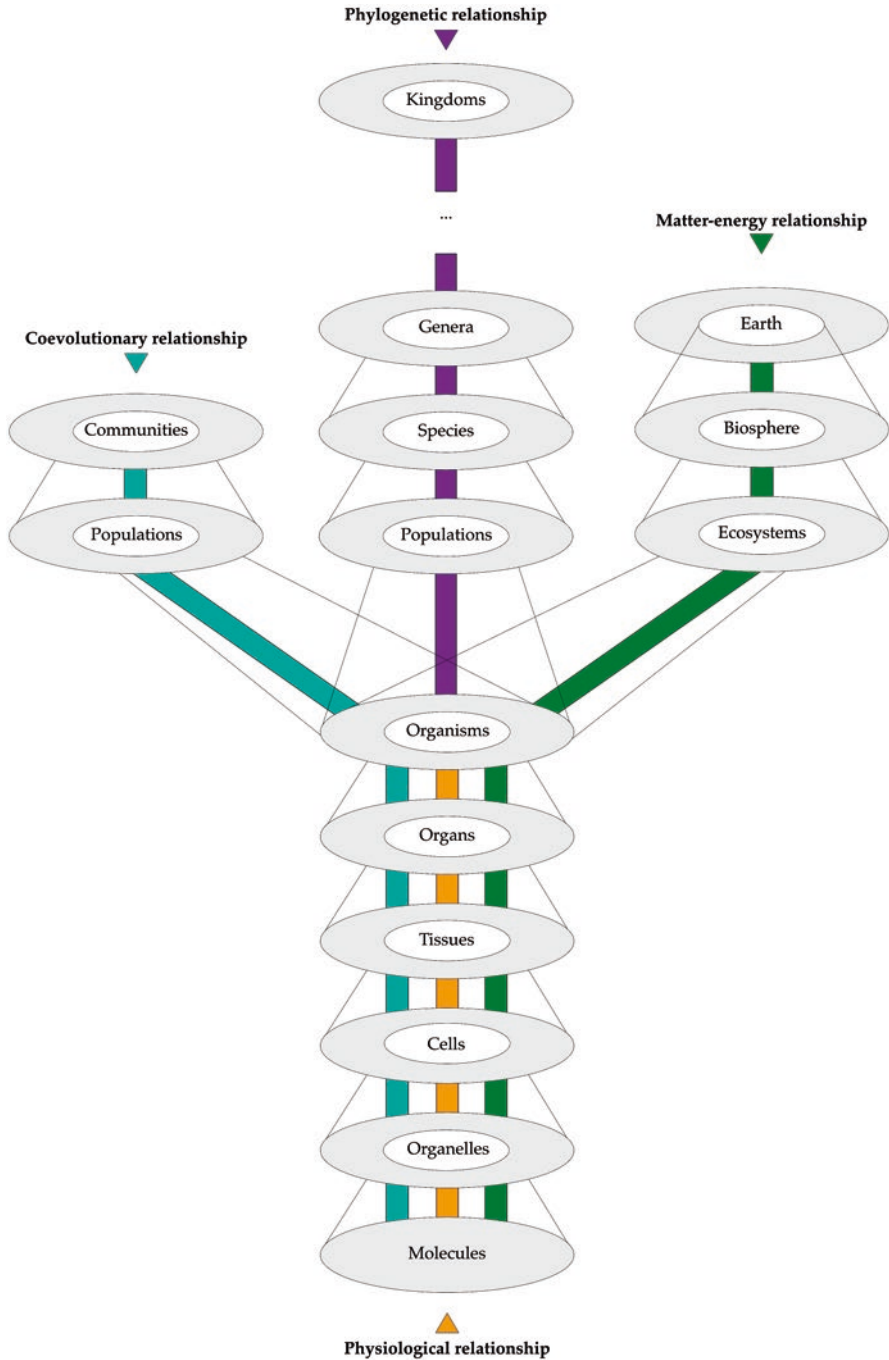 Phylogenetic relationship
Kingdoms
...
Matter-energy relationship
Genera
Earth
Coevolutionary relationship
Communities
Species
Biosphere
Populations
Populations
Ecosystems
Organisms
Organs
Tissues
Cells
Organelles
Molecules
Physiological relationship